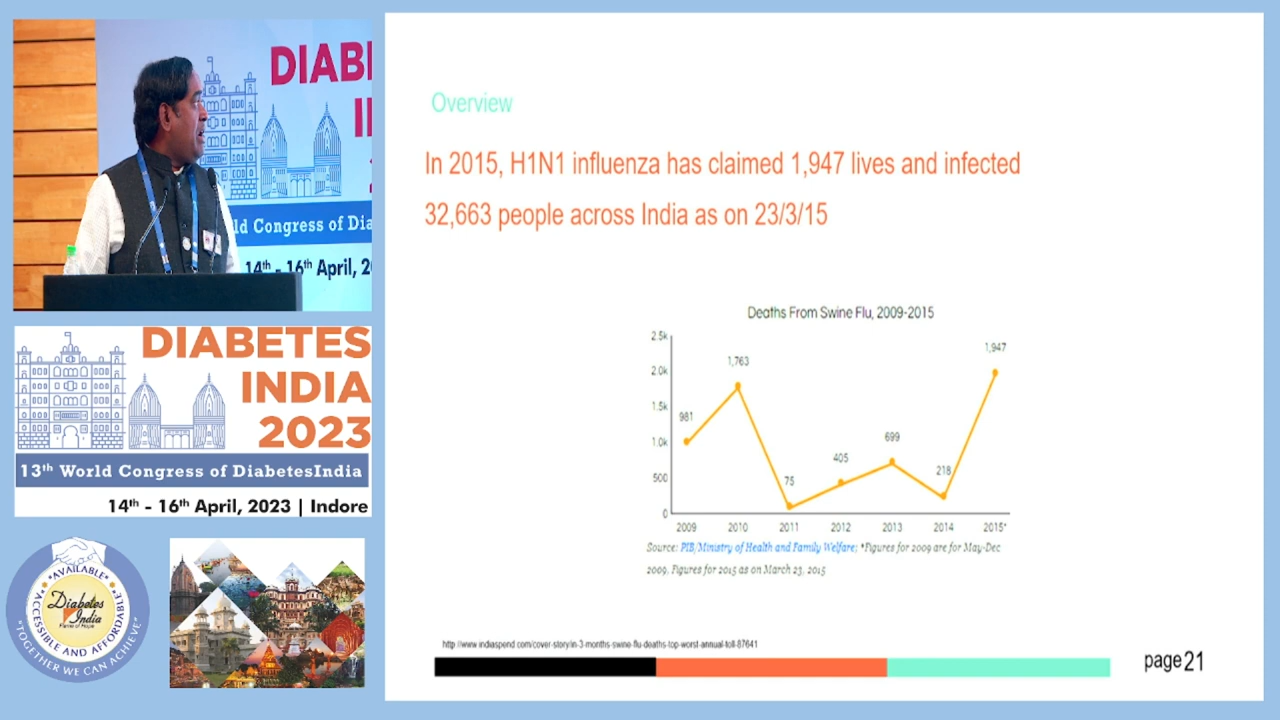 DIABE
IN
ld Congress of Dia
14th - 16th April, 2
DIABETES
INDIA
2023
13th World Congress of DiabetesIndia
14th - 16th April, 2023 | Indore
*AVAILABLE*
*ACCESSIBLE AND AFFORDABLE*
Diabetes
India
Flame of Hope
"TOGETHER WE CAN ACHIEVE"
Overview
In 2015, H1N1 influenza has claimed 1,947 lives and infected
32,663 people across India as on 23/3/15
Deaths From Swine Flu, 2009-2015
2.5k
2.0k
1.5k
1.0k
500
0
981
1,763
75
405
699
218
1,947
2009 2010 2011 2012 2013 2014 2015*
Source: PIB/Ministry of Health and Family Welfare; *Figures for 2009 are for May-Dec
2009, Figures for 2015 as on March 23, 2015
http://www.indiaspend.com/cover-story/in-3-months-swine-flu-deaths-top-worst-annual-toll-87641
page21